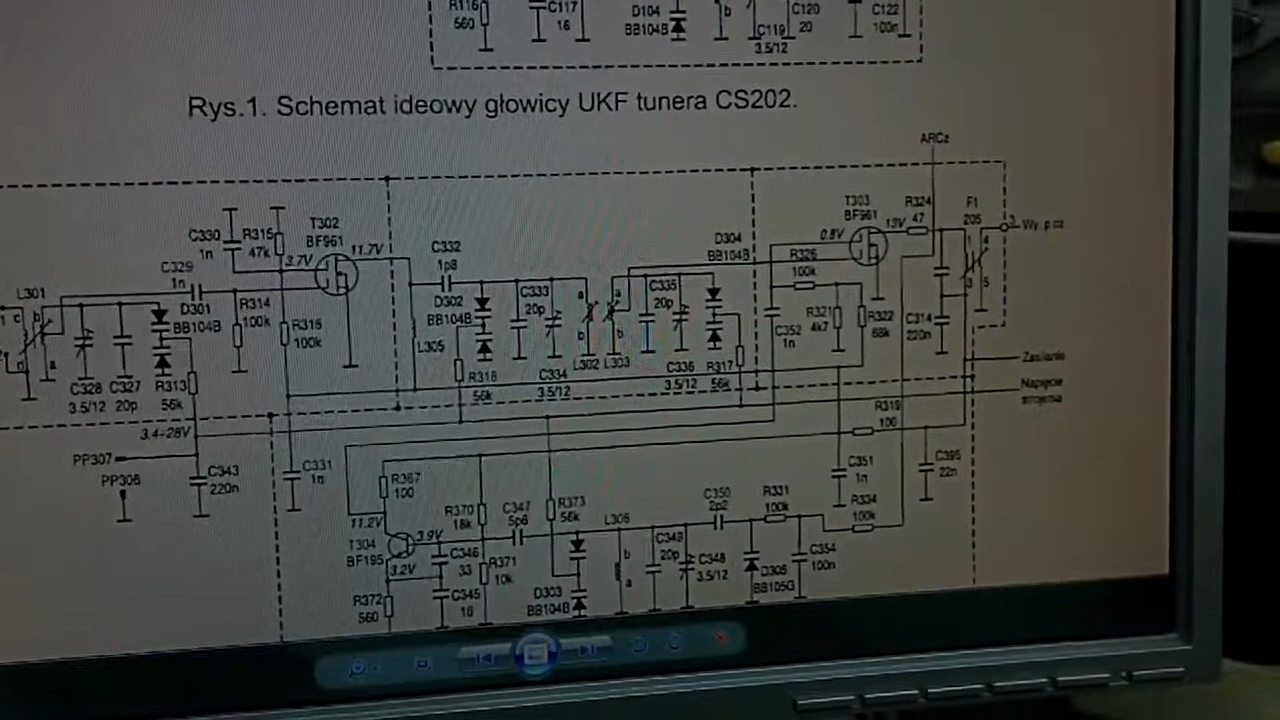 R116
560
C117
16
D104
BB104B
b
C119
3.5/12
C120
20
C122
100n
Rys.1. Schemat ideowy głowicy UKF tunera CS202.
ARCz
C330
1n
R315
47k
T302
BF961
11.7V
3.7V
C329
1n
L301
c
b
a
D301
BB104B
R314
100k
R316
100k
C328
3.5/12
C327
20p
R313
56k
C332
1p8
D302
BB104B
L305
R318
56k
C333
20p
C334
3.5/12
a
b
L302
L303
a
b
C335
20p
C336
3.5/12
D304
BB104B
R317
56k
T303
BF961
0.8V
13V
R324
47
F1
205
1
4
3
5
3
Wy. p.cz.
R326
100k
C352
1n
R321
4k7
R322
68k
C314
220n
Zasilanie
Napięcie
strojenia
3.4-28V
PP307
PP306
C343
220n
C331
1n
R319
100
C395
22n
R367
100
11.2V
T304
BF195
3.9V
3.2V
R372
560
R370
18k
C347
5p6
C346
33
R371
10k
C345
16
R373
56k
D303
BB104B
L306
b
a
C349
20p
C348
3.5/12
C350
2p2
R331
100k
D305
BB105G
C354
100n
C351
1n
R334
100k